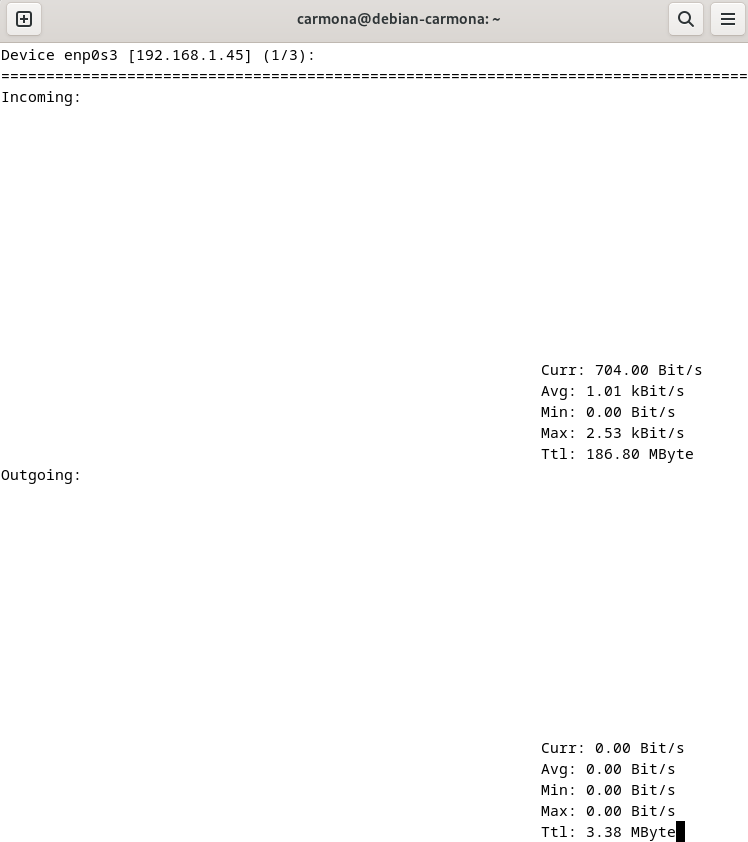 carmona@debian-carmona: ~
Device enp0s3 [192.168.1.45] (1/3):
===================================================================================
Incoming:
Curr: 704.00 Bit/s
Avg: 1.01 kBit/s
Min: 0.00 Bit/s
Max: 2.53 kBit/s
Ttl: 186.80 MByte
Outgoing:
Curr: 0.00 Bit/s
Avg: 0.00 Bit/s
Min: 0.00 Bit/s
Max: 0.00 Bit/s
Ttl: 3.38 MByte